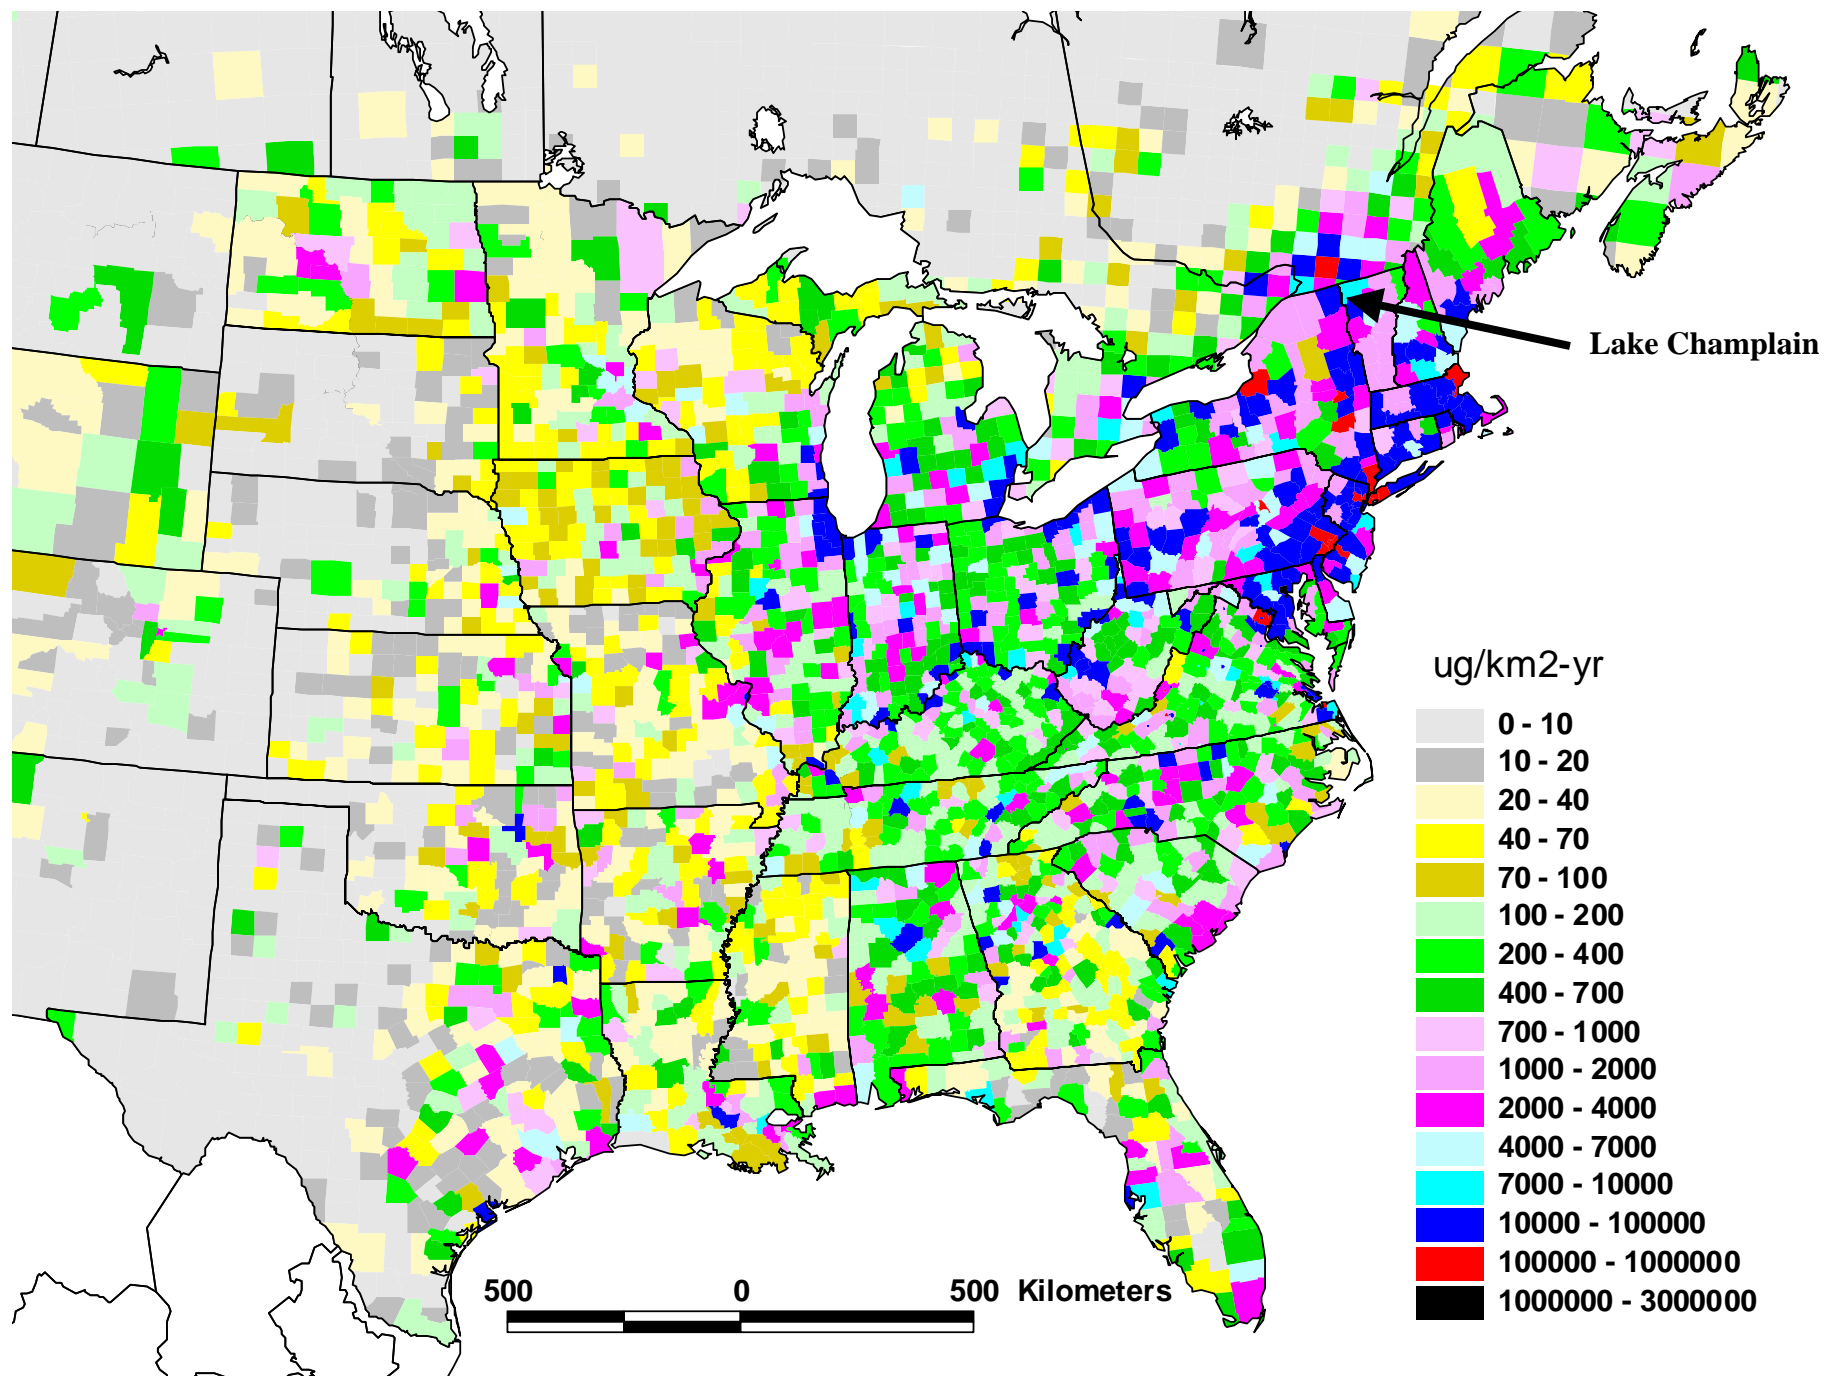 Lake Champlain
ug/km2-yr
0 - 10
10 - 20
20 - 40
40 - 70
70 - 100
100 - 200
200 - 400
400 - 700
700 - 1000
1000 - 2000
2000 - 4000
4000 - 7000
7000 - 10000
10000 - 100000
100000 - 1000000
1000000 - 3000000
500 0 500 Kilometers